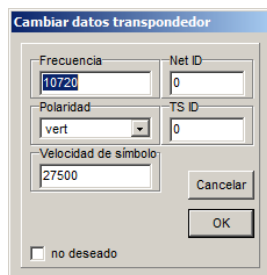 Cambiar datos transpondedor
Frecuencia
Net ID
10720
0
Polaridad
TS ID
vert
0
Velocidad de símbolo
27500
Cancelar
OK
no deseado